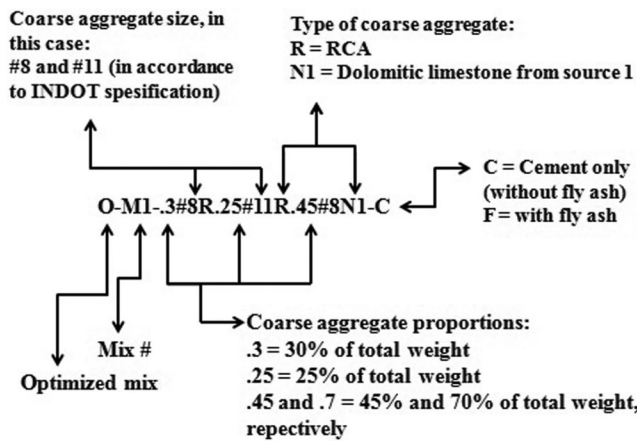 Coarse aggregate size, in
this case:
#8 and #11 (in accordance
to INDOT spesification)
Type of coarse aggregate:
R = RCA
N1 = Dolomitic limestone from source 1
C = Cement only
(without fly ash)
F = with fly ash
O-M1-.3#8R.25#11R.45#8N1-C
Mix #
Optimized mix
Coarse aggregate proportions:
.3 = 30% of total weight
.25 = 25% of total weight
.45 and .7 = 45% and 70% of total weight,
repectively